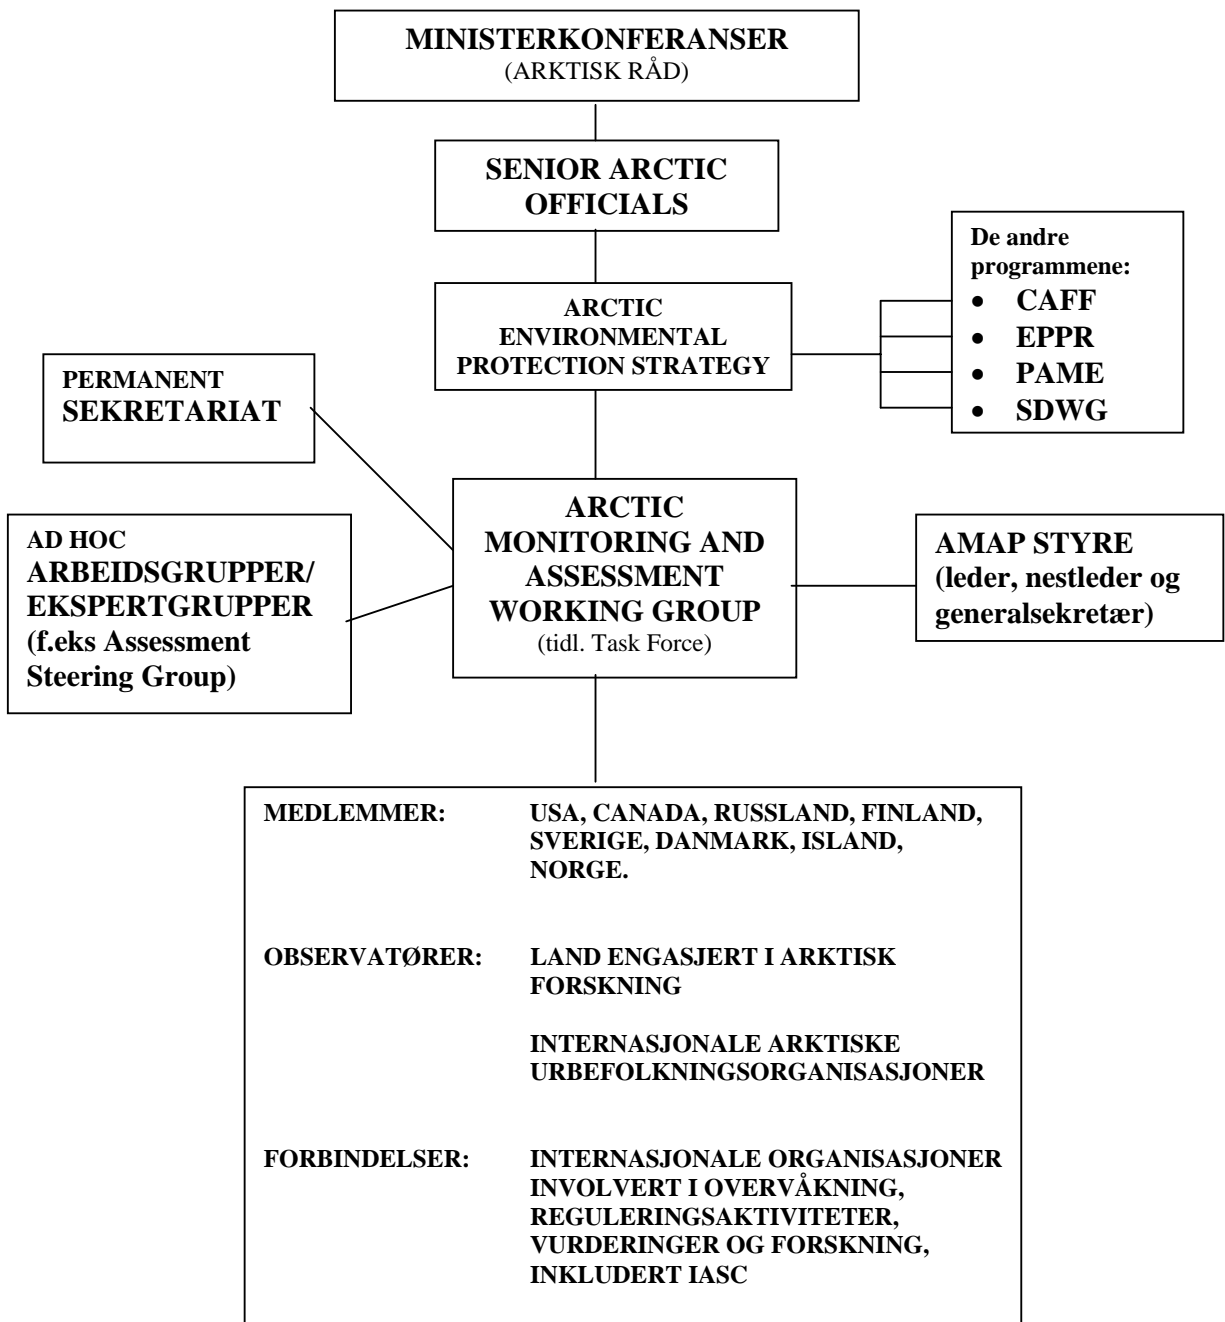 MINISTERKONFERANSER
(ARKTISK RÅD)
SENIOR ARCTIC
OFFICIALS
De andre
programmene:
• CAFF
• EPPR
• PAME
• SDWG
ARCTIC
ENVIRONMENTAL
PROTECTION STRATEGY
PERMANENT
SEKRETARIAT
ARCTIC
MONITORING AND
ASSESSMENT
WORKING GROUP
(tidl. Task Force)
AD HOC
ARBEIDSGRUPPER/
EKSPERTGRUPPER
(f.eks Assessment
Steering Group)
AMAP STYRE
(leder, nestleder og
generalsekretær)
MEDLEMMER: USA, CANADA, RUSSLAND, FINLAND,
SVERIGE, DANMARK, ISLAND,
NORGE.
OBSERVATØRER: LAND ENGASJERT I ARKTISK
FORSKNING
INTERNASJONALE ARKTISKE
URBEFOLKNINGSORGANISASJONER
FORBINDELSER: INTERNASJONALE ORGANISASJONER
INVOLVERT I OVERVÅKNING,
REGULERINGSAKTIVITETER,
VURDERINGER OG FORSKNING,
INKLUDERT IASC